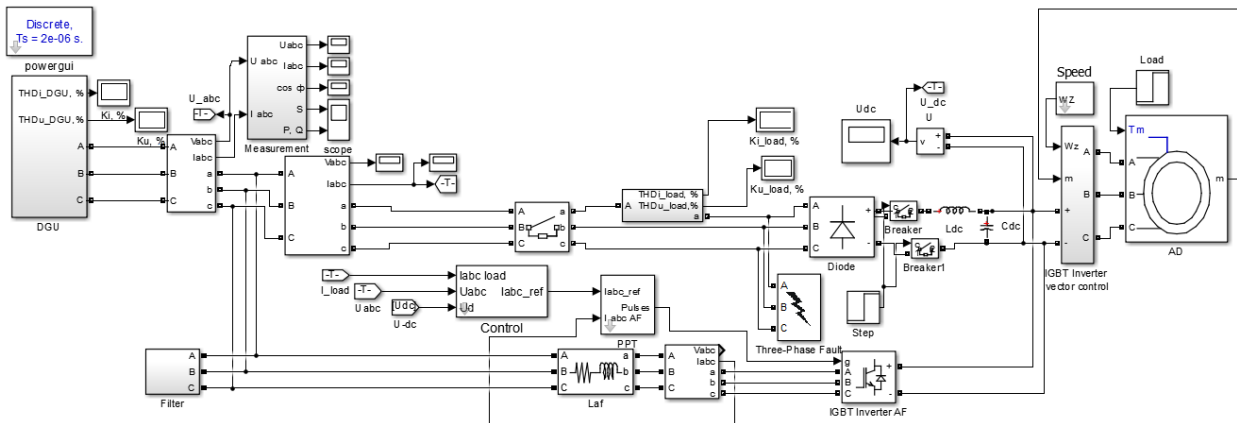 Discrete,
Ts = 2e-06 s.
powergui
THDi_DGU, %
THDu_DGU, %
A
B
C
DGU
Ki, %
Ku, %
U_abc
-T-
Vabc
Iabc
a
b
c
U abc
I abc
Uabc
Iabc
cos ф
S
P, Q
Measurement
scope
A
B
C
Vabc
Iabc
a
b
c
-T-
A
B
C
a
b
c
Ki_load, %
Ku_load, %
A
THDi_load, %
THDu_load,%
a
A
B
C
+
-
Diode
Udc
-T-
U_dc
U
v
+
-
Breaker
Breaker1
Ldc
Cdc
Step
A
B
C
Three-Phase Fault
Speed
Wz
Load
Wz
m
+
-
A
B
C
IGBT Inverter
vector control
Tm
A
B
C
m
AD
-T-
I_load
-T-
Uabc
Udc
U-dc
Iabc load
Uabc
Ud
Iabc_ref
Control
Iabc_ref
Pulses
I abc AF
PPT
A
B
C
Filter
A
B
C
a
b
c
Laf
A
B
C
Vabc
Iabc
a
b
c
g
A
B
C
+
-
IGBT Inverter AF